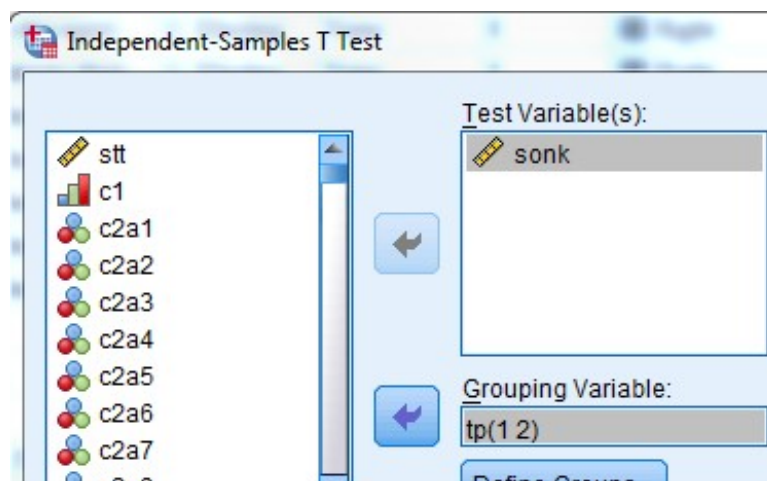 Independent-Samples T Test
stt
c1
c2a1
c2a2
c2a3
c2a4
c2a5
c2a6
c2a7
Test Variable(s):
sonk
Grouping Variable:
tp(1 2)